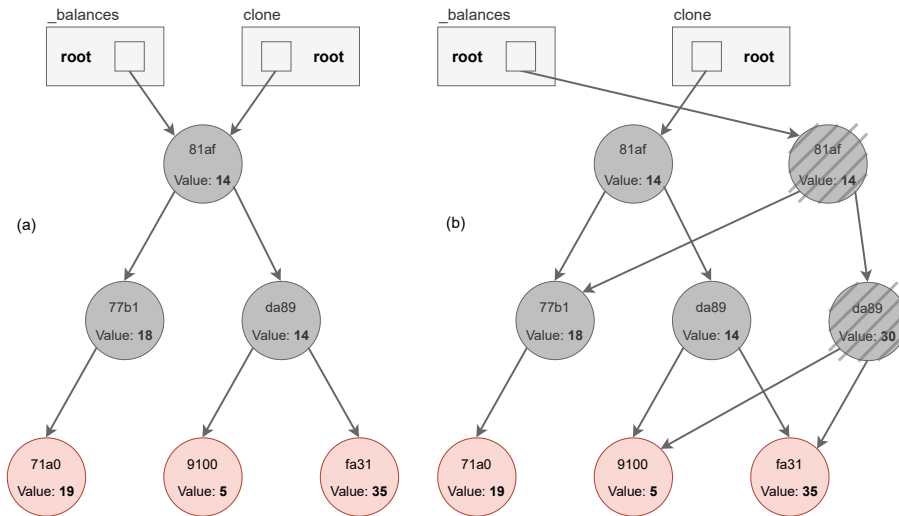 _balances
clone
root
root
81af
Value: 14
(a)
77b1
Value: 18
da89
Value: 14
71a0
Value: 19
9100
Value: 5
fa31
Value: 35
_balances
clone
root
root
81af
Value: 14
81af
Value: 14
(b)
77b1
Value: 18
da89
Value: 14
da89
Value: 30
71a0
Value: 19
9100
Value: 5
fa31
Value: 35